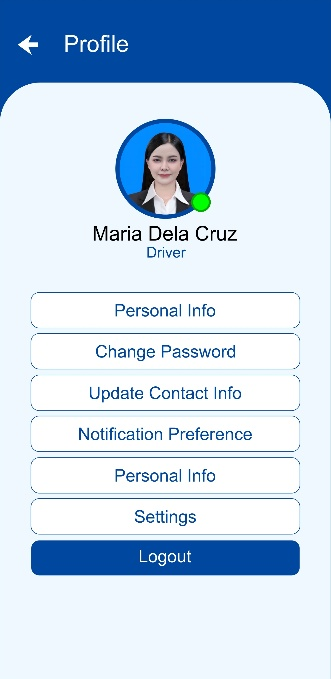 Profile
Maria Dela Cruz
Driver
Personal Info
Change Password
Update Contact Info
Notification Preference
Personal Info
Settings
Logout